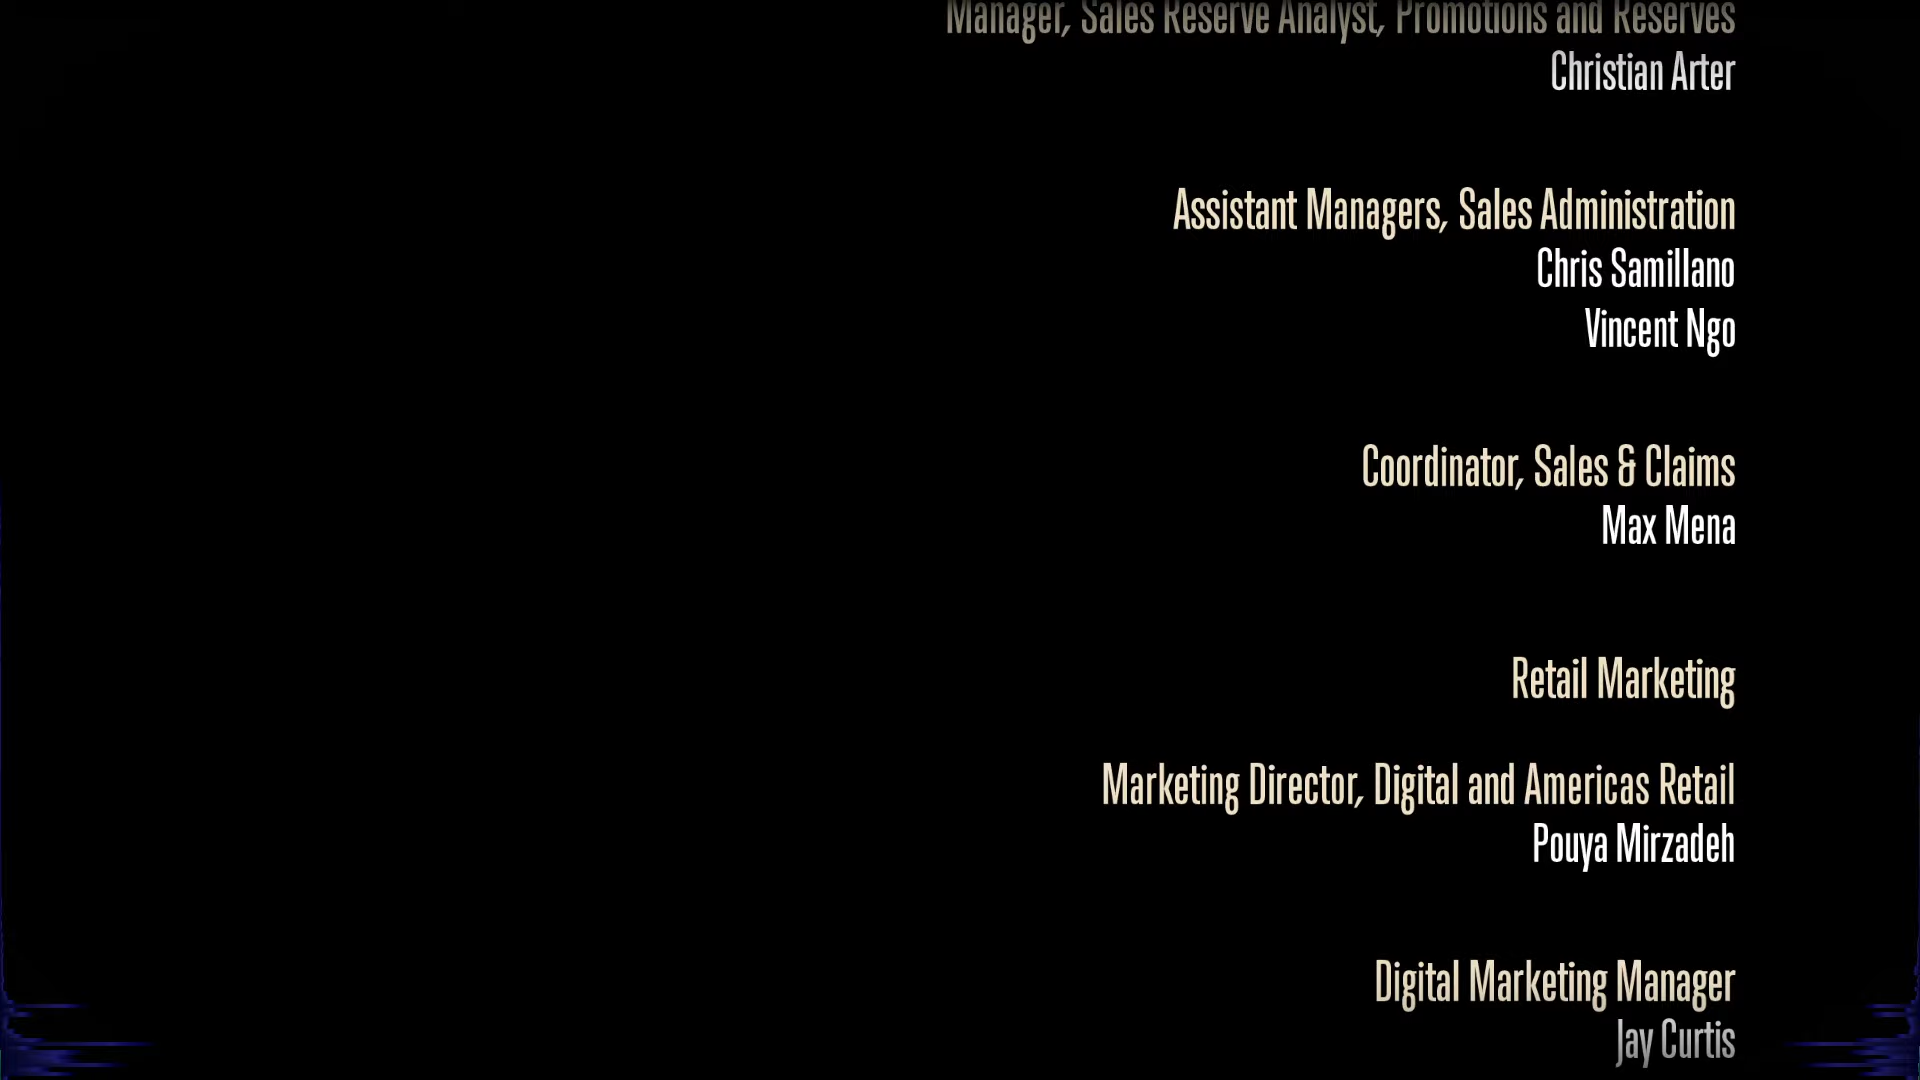 Manager, Sales Reserve Analyst, Promotions and Reserves
Christian Arter
Assistant Managers, Sales Administration
Chris Samillano
Vincent Ngo
Coordinator, Sales & Claims
Max Mena
Retail Marketing
Marketing Director, Digital and Americas Retail
Pouya Mirzadeh
Digital Marketing Manager
Jay Curtis